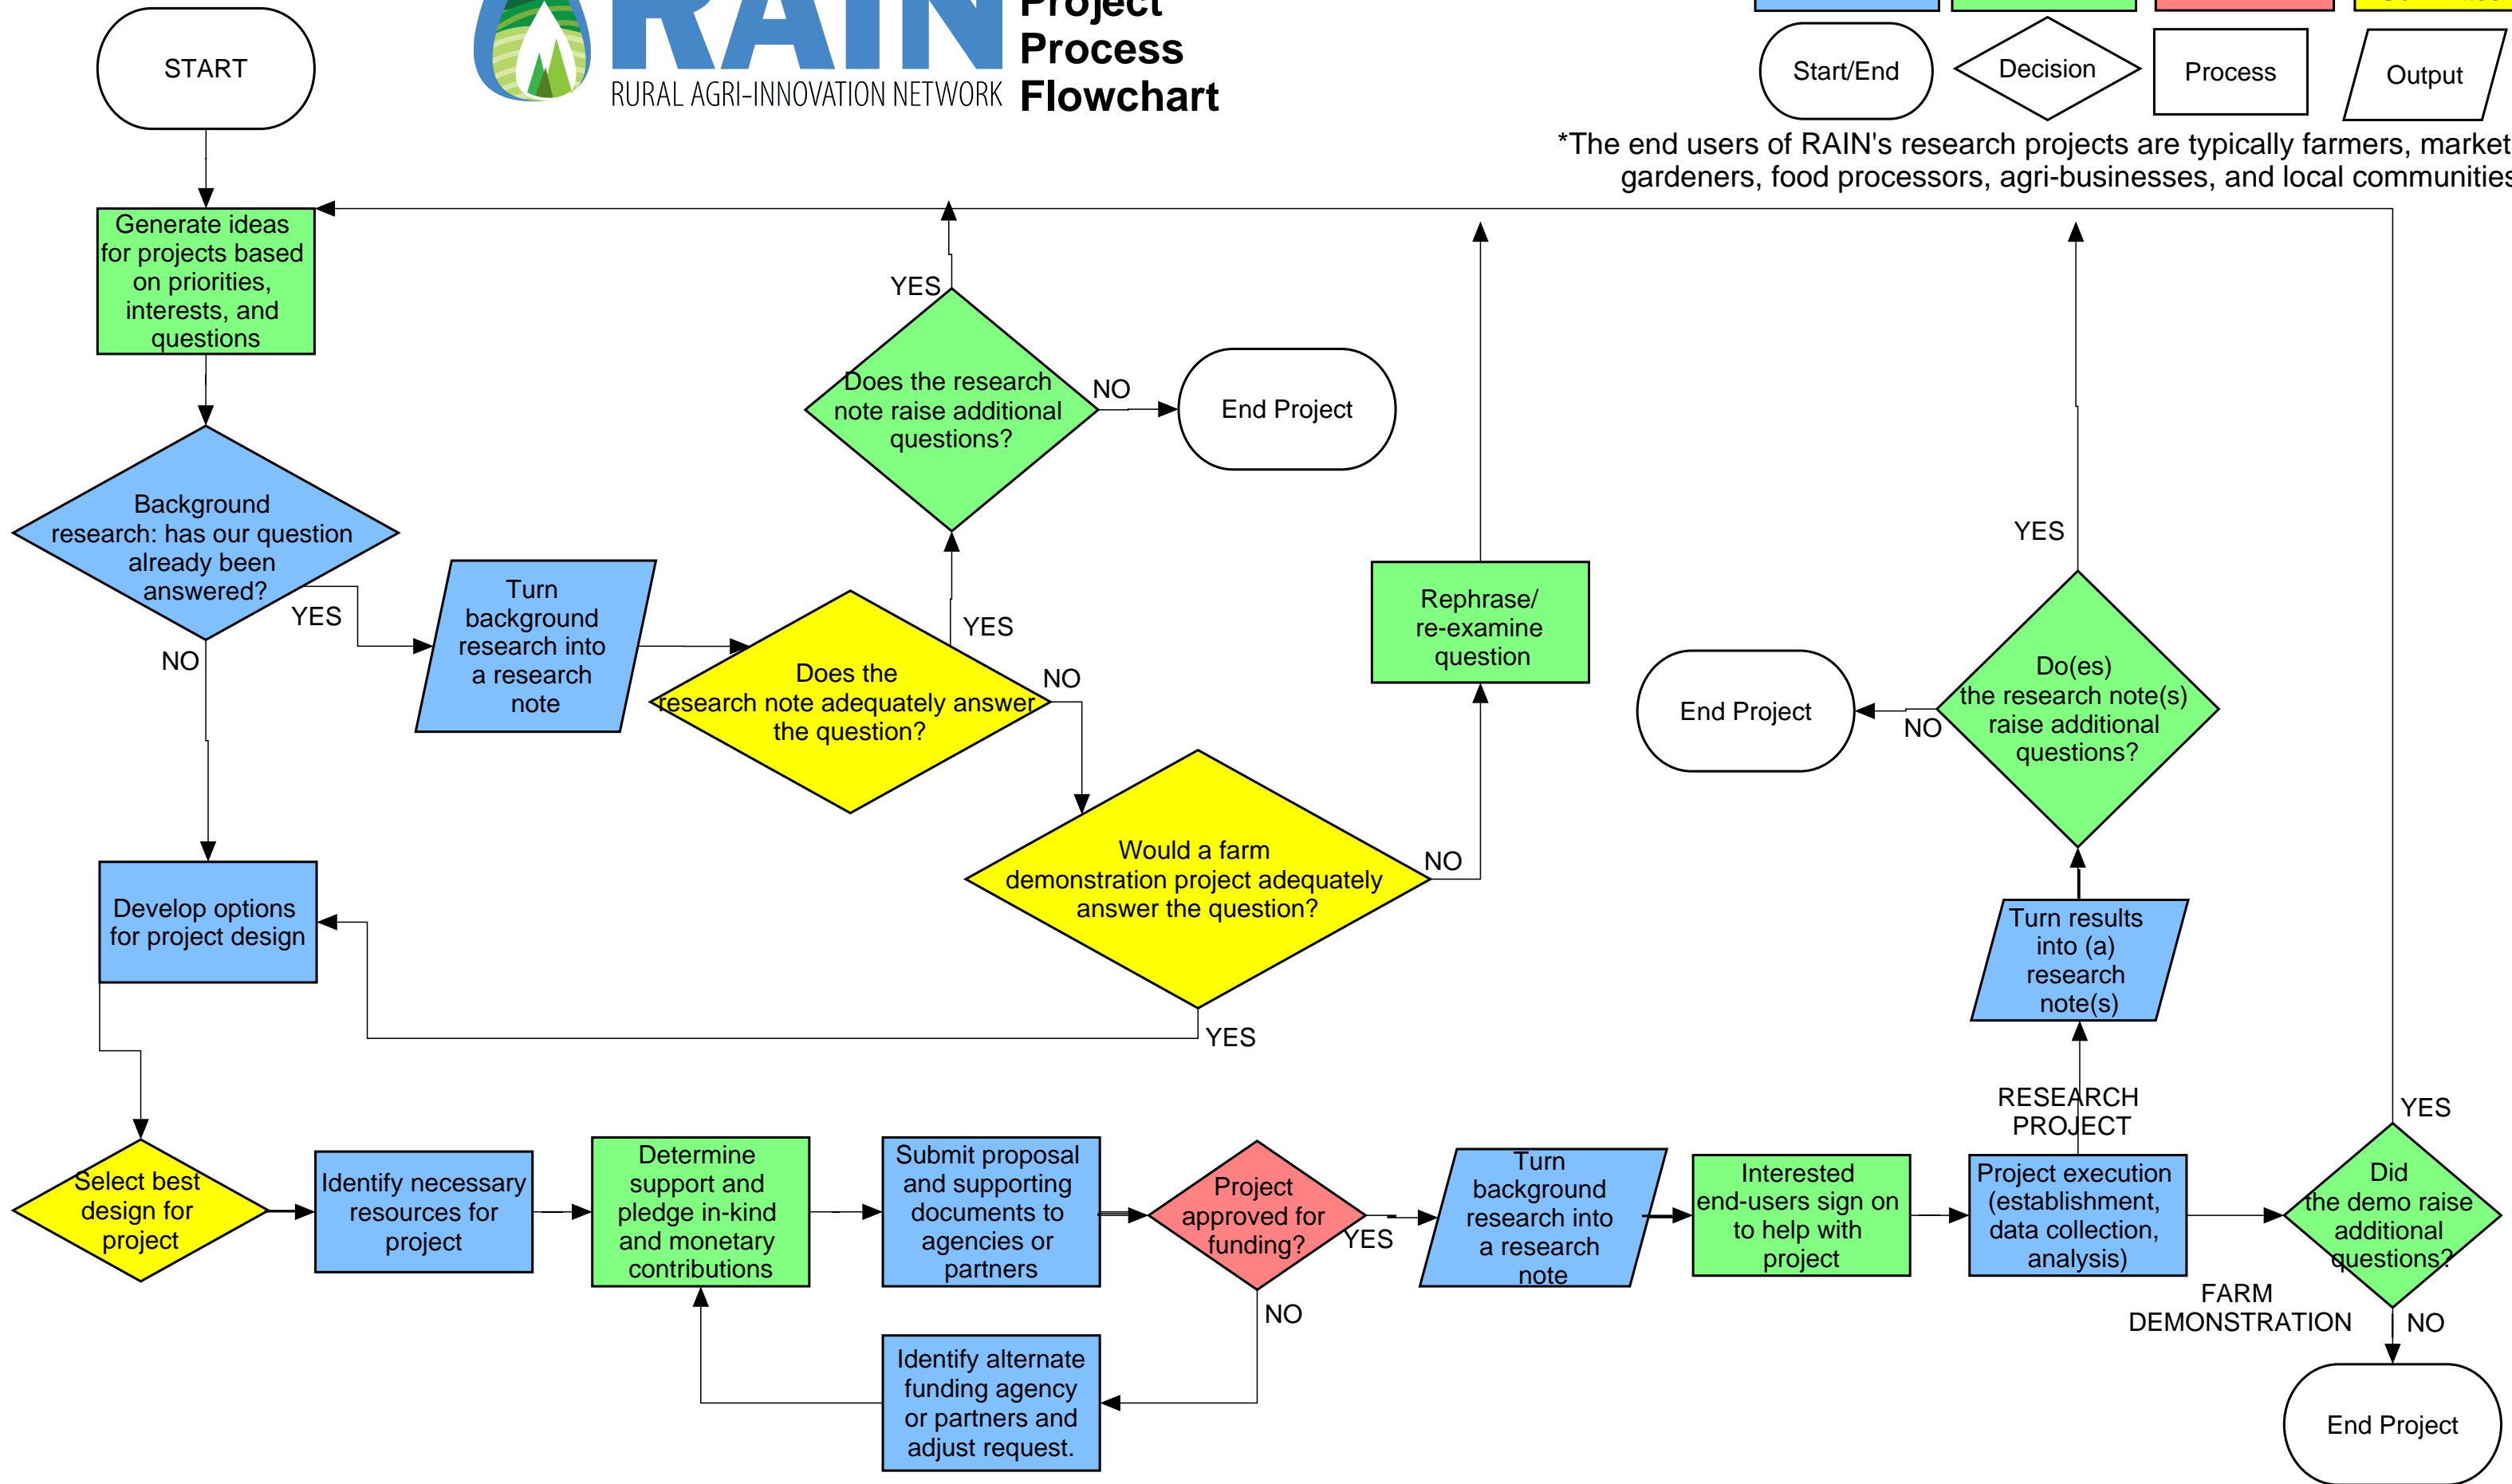 RAIN
RURAL AGRI-INNOVATION NETWORK
Project
Process
Flowchart
Start/End
Decision
Process
Output
*The end users of RAIN's research projects are typically farmers, market
gardeners, food processors, agri-businesses, and local communities
START
Generate ideas
for projects based
on priorities,
interests, and
questions
Background
research: has our question
already been
answered?
YES
NO
Turn
background
research into
a research
note
Does the
research note adequately answer
the question?
YES
NO
Does the research
note raise additional
questions?
YES
NO
End Project
Would a farm
demonstration project adequately
answer the question?
NO
YES
Rephrase/
re-examine
question
Develop options
for project design
Select best
design for
project
Identify necessary
resources for
project
Determine
support and
pledge in-kind
and monetary
contributions
Submit proposal
and supporting
documents to
agencies or
partners
Project
approved for
funding?
YES
NO
Identify alternate
funding agency
or partners and
adjust request.
Turn
background
research into
a research
note
Interested
end-users sign on
to help with
project
Project execution
(establishment,
data collection,
analysis)
RESEARCH
PROJECT
Turn results
into (a)
research
note(s)
Do(es)
the research note(s)
raise additional
questions?
YES
NO
End Project
FARM
DEMONSTRATION
Did
the demo raise
additional
questions?
YES
NO
End Project